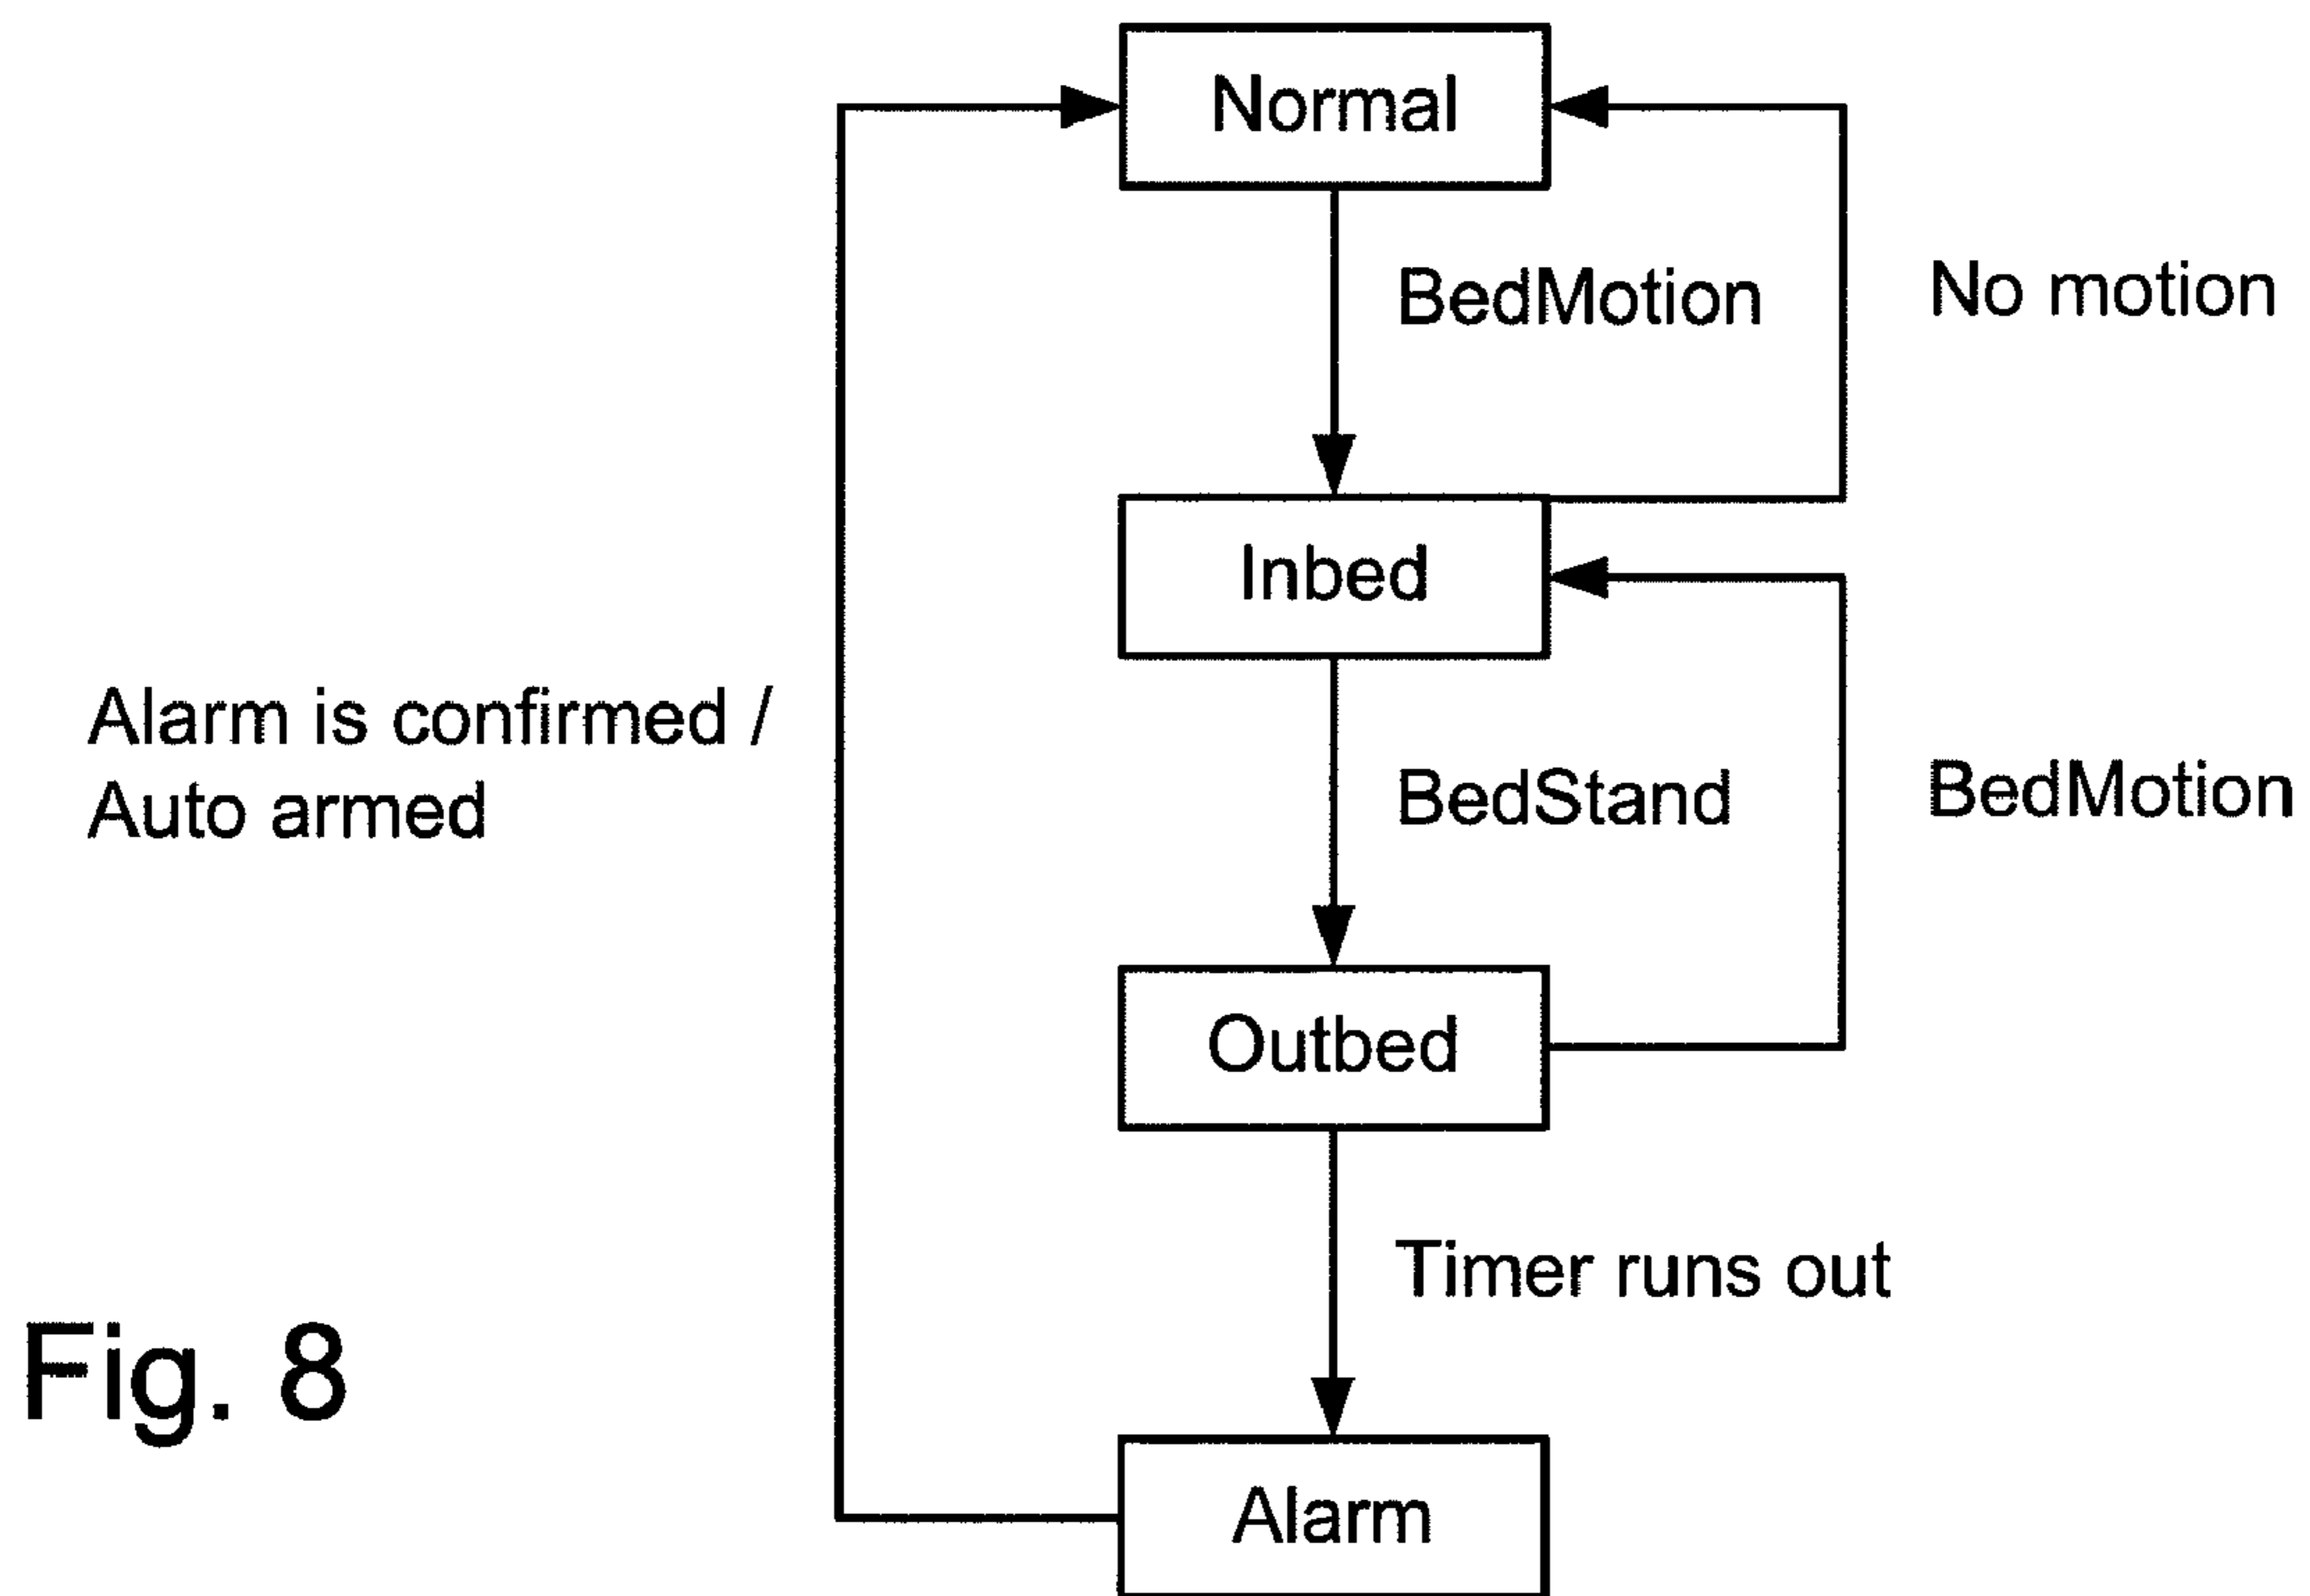 Normal
BedMotion
No motion
Inbed
Alarm is confirmed /
Auto armed
BedStand
BedMotion
Outbed
Timer runs out
Fig. 8
Alarm